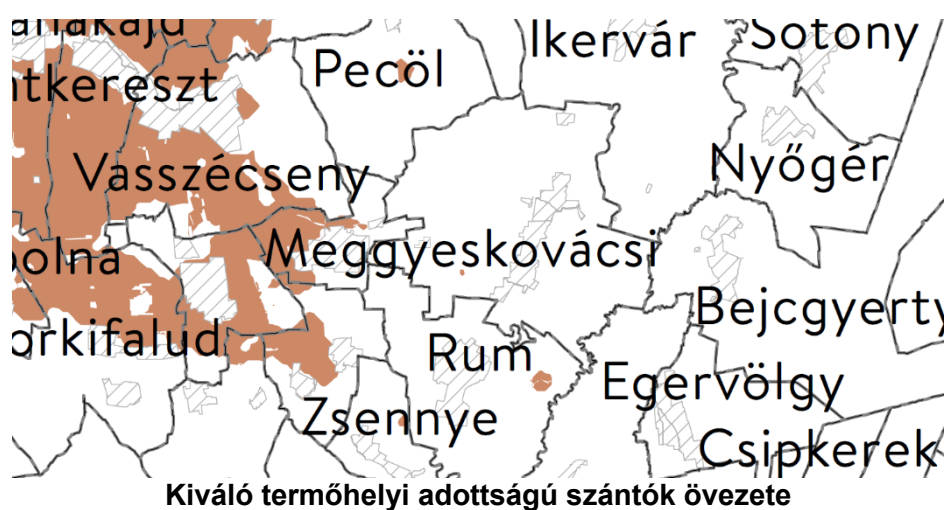 Ikervár
Sotony
Pecöl
Nyőgér
Vasszécseny
Meggyeskovácsi
Bejcgyerty
Rum
Egervölgy
Zsennye
Csipkerek
Kiváló termőhelyi adottságú szántók övezete